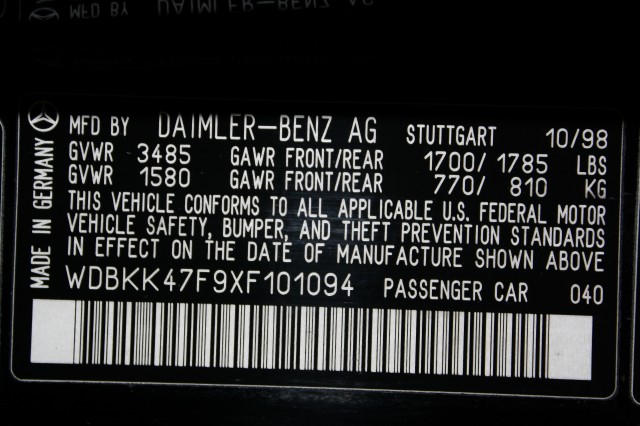 MFD BY DAIMLER-BENZ AG STUTTGART 10/98
GVWR 3485 GAWR FRONT/REAR 1700/ 1785 LBS
GVWR 1580 GAWR FRONT/REAR 770/ 810 KG
THIS VEHICLE CONFORMS TO ALL APPLICABLE U.S. FEDERAL MOTOR
VEHICLE SAFETY, BUMPER, AND THEFT PREVENTION STANDARDS
IN EFFECT ON THE DATE OF MANUFACTURE SHOWN ABOVE
WDBKK47F9XF101094 PASSENGER CAR 040
MADE IN GERMANY